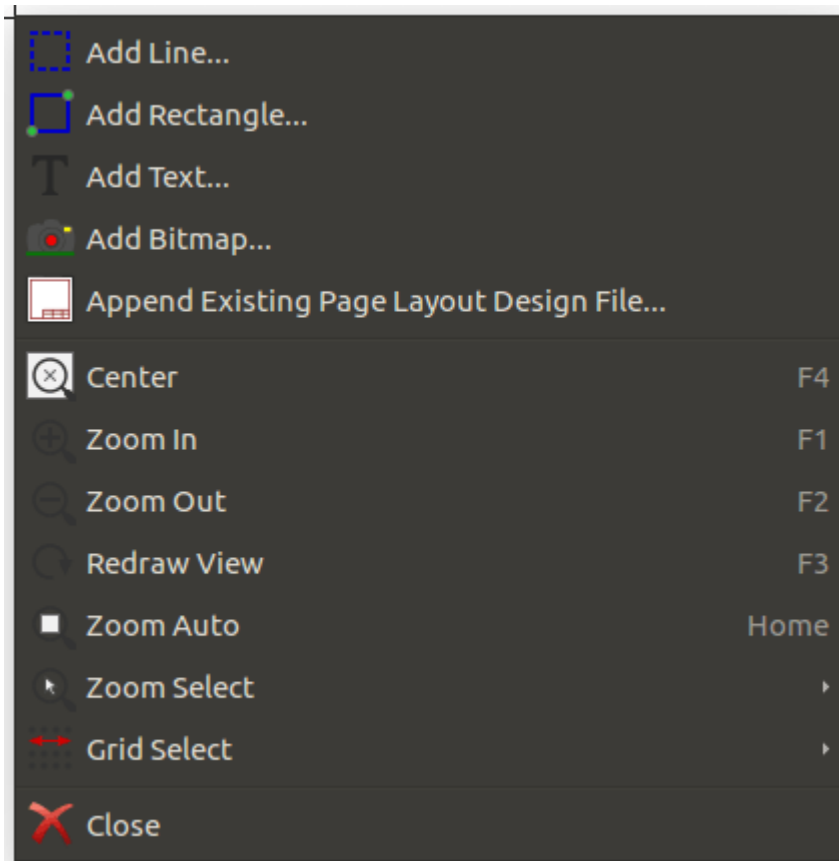 Add Line...
Add Rectangle...
Add Text...
Add Bitmap...
Append Existing Page Layout Design File...
Center F4
Zoom In F1
Zoom Out F2
Redraw View F3
Zoom Auto Home
Zoom Select
Grid Select
Close